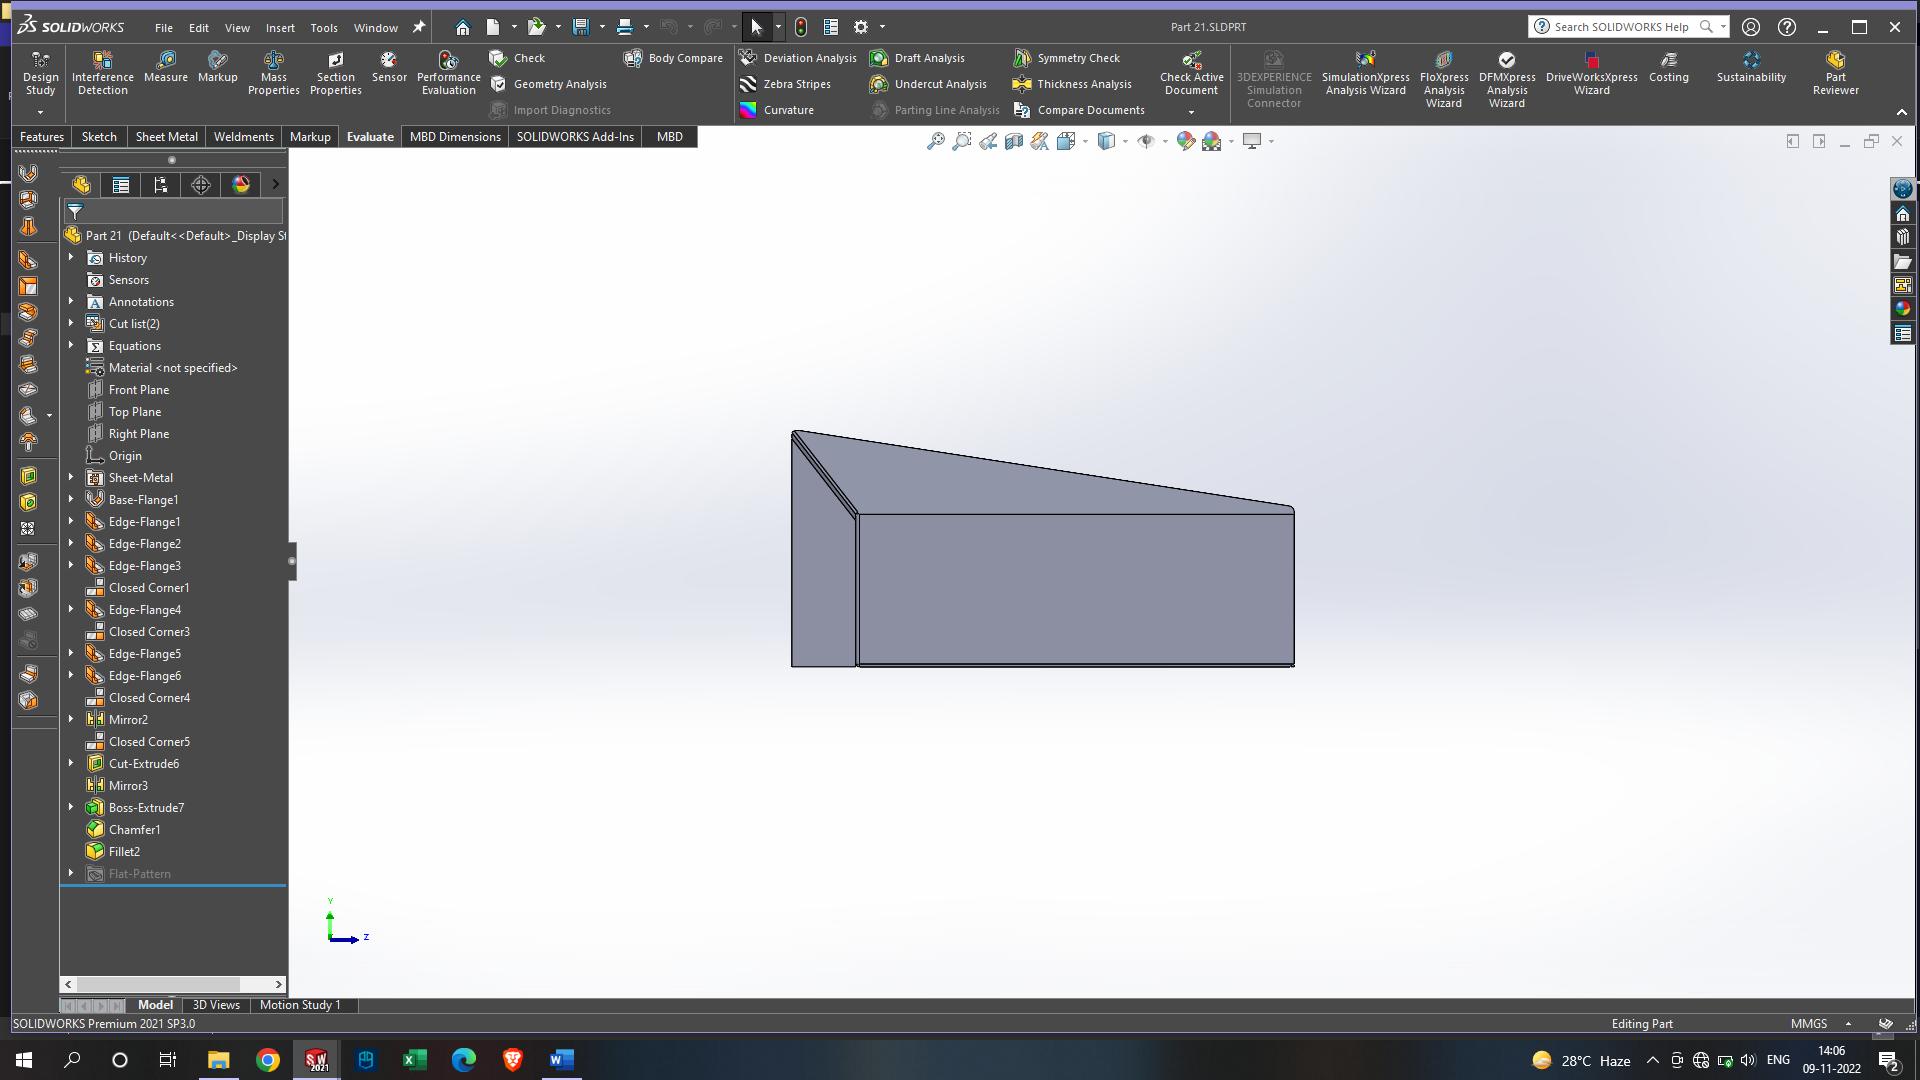 SOLIDWORKS File Edit View Insert Tools Window Part 21.SLDPRT Search SOLIDWORKS Help
Design Study
Interference Detection
Measure
Markup
Mass Properties
Section Properties
Sensor
Performance Evaluation
Check
Geometry Analysis
Import Diagnostics
Body Compare
Deviation Analysis
Zebra Stripes
Curvature
Draft Analysis
Undercut Analysis
Parting Line Analysis
Symmetry Check
Thickness Analysis
Compare Documents
Check Active Document
3DEXPERIENCE Simulation Connector
SimulationXpress Analysis Wizard
FloXpress Analysis Wizard
DFMXpress Analysis Wizard
DriveWorksXpress Wizard
Costing
Sustainability
Part Reviewer
Features Sketch Sheet Metal Weldments Markup Evaluate MBD Dimensions SOLIDWORKS Add-Ins MBD
Part 21 (Default<<Default>_Display St
History
Sensors
Annotations
Cut list(2)
Equations
Material <not specified>
Front Plane
Top Plane
Right Plane
Origin
Sheet-Metal
Base-Flange1
Edge-Flange1
Edge-Flange2
Edge-Flange3
Closed Corner1
Edge-Flange4
Closed Corner3
Edge-Flange5
Edge-Flange6
Closed Corner4
Mirror2
Closed Corner5
Cut-Extrude6
Mirror3
Boss-Extrude7
Chamfer1
Fillet2
Flat-Pattern
Y
Z
Model 3D Views Motion Study 1
SOLIDWORKS Premium 2021 SP3.0 Editing Part MMGS
28°C Haze ENG 14:06
09-11-2022 2